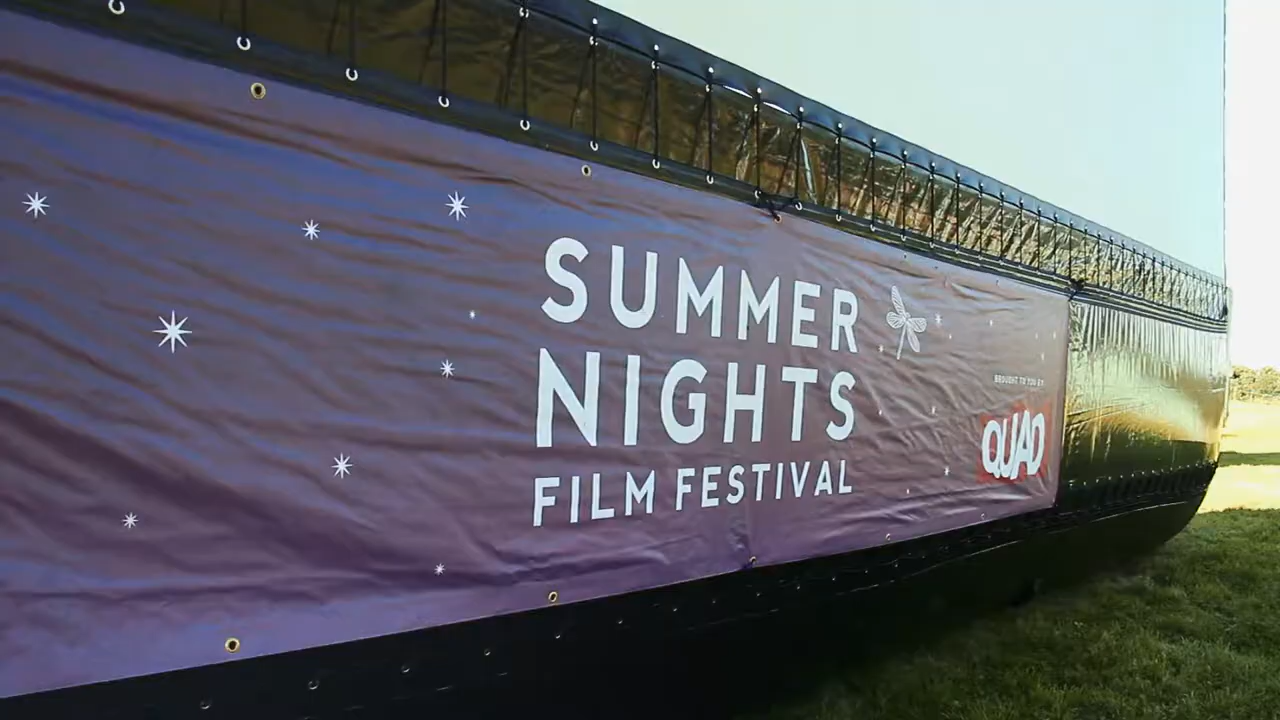 SUMMER
NIGHTS
FILM FESTIVAL
BROUGHT TO YOU BY
QUAD